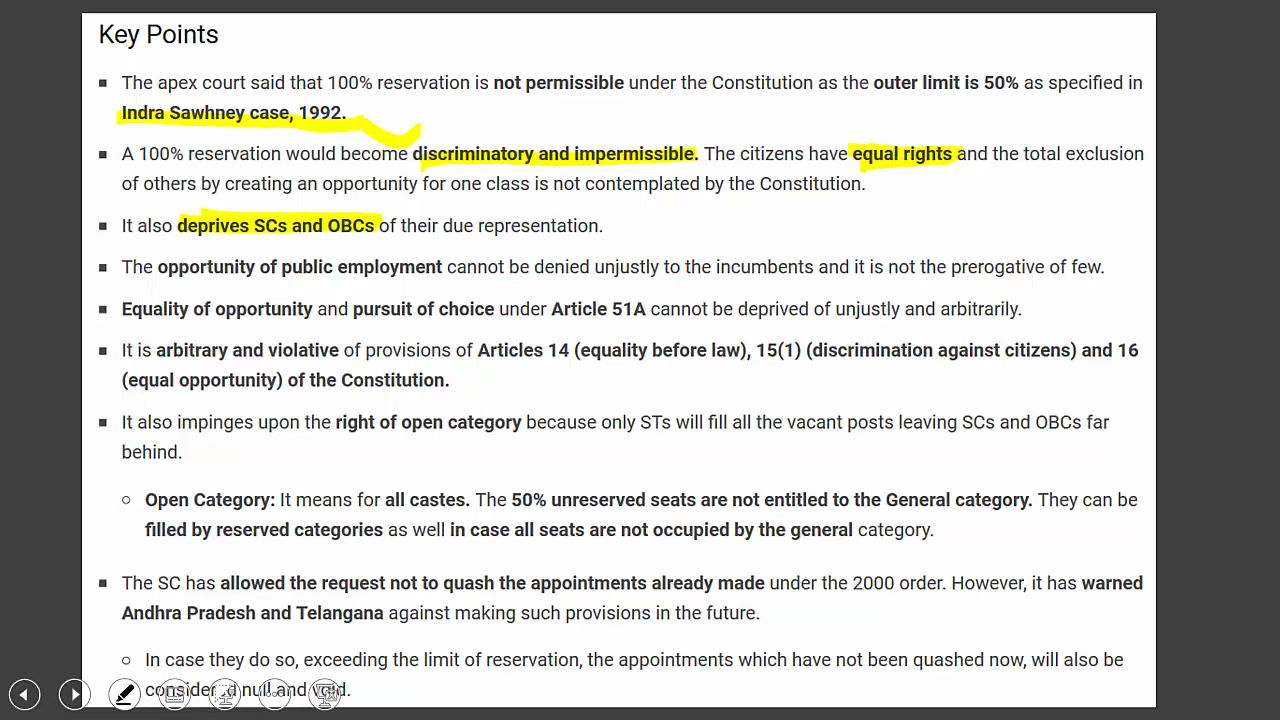 Key Points
The apex court said that 100% reservation is not permissible under the Constitution as the outer limit is 50% as specified in
Indra Sawhney case, 1992.
A 100% reservation would become discriminatory and impermissible. The citizens have equal rights and the total exclusion
of others by creating an opportunity for one class is not contemplated by the Constitution.
It also deprives SCs and OBCs of their due representation.
The opportunity of public employment cannot be denied unjustly to the incumbents and it is not the prerogative of few.
Equality of opportunity and pursuit of choice under Article 51A cannot be deprived of unjustly and arbitrarily.
It is arbitrary and violative of provisions of Articles 14 (equality before law), 15(1) (discrimination against citizens) and 16
(equal opportunity) of the Constitution.
It also impinges upon the right of open category because only STs will fill all the vacant posts leaving SCs and OBCs far
behind.
Open Category: It means for all castes. The 50% unreserved seats are not entitled to the General category. They can be
filled by reserved categories as well in case all seats are not occupied by the general category.
The SC has allowed the request not to quash the appointments already made under the 2000 order. However, it has warned
Andhra Pradesh and Telangana against making such provisions in the future.
In case they do so, exceeding the limit of reservation, the appointments which have not been quashed now, will also be
considered null and void.